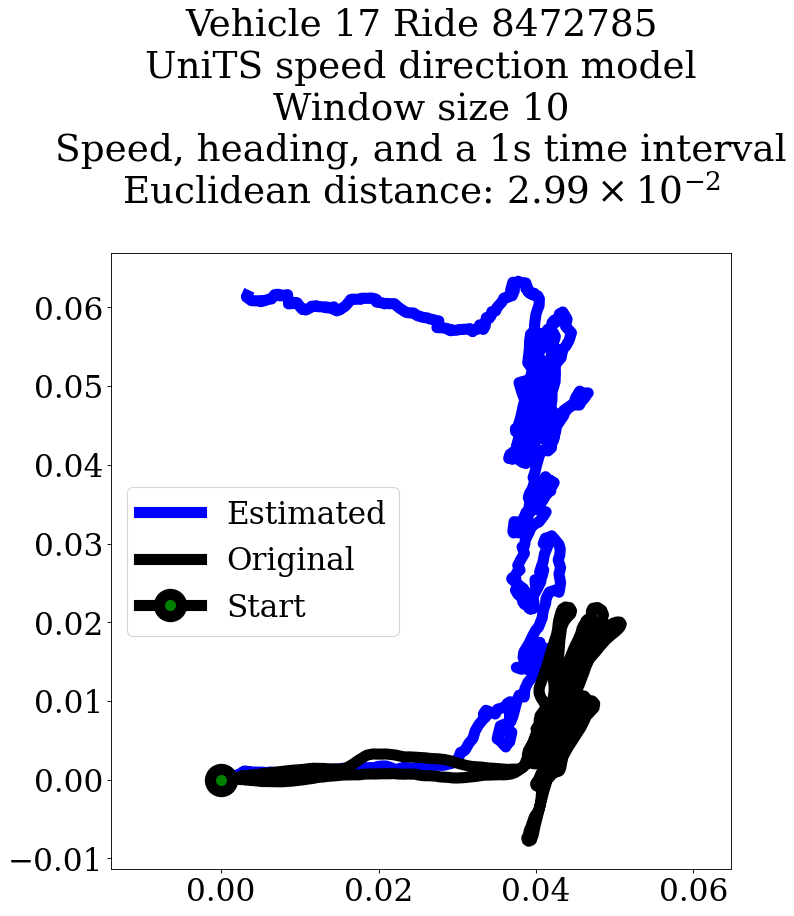 Vehicle 17 Ride 8472785
UniTS speed direction model
Window size 10
Speed, heading, and a 1s time interval
Euclidean distance: 2.99 × 10⁻²
0.06
0.05
0.04
0.03
0.02
0.01
0.00
−0.01
Estimated
Original
Start
0.00 0.02 0.04 0.06